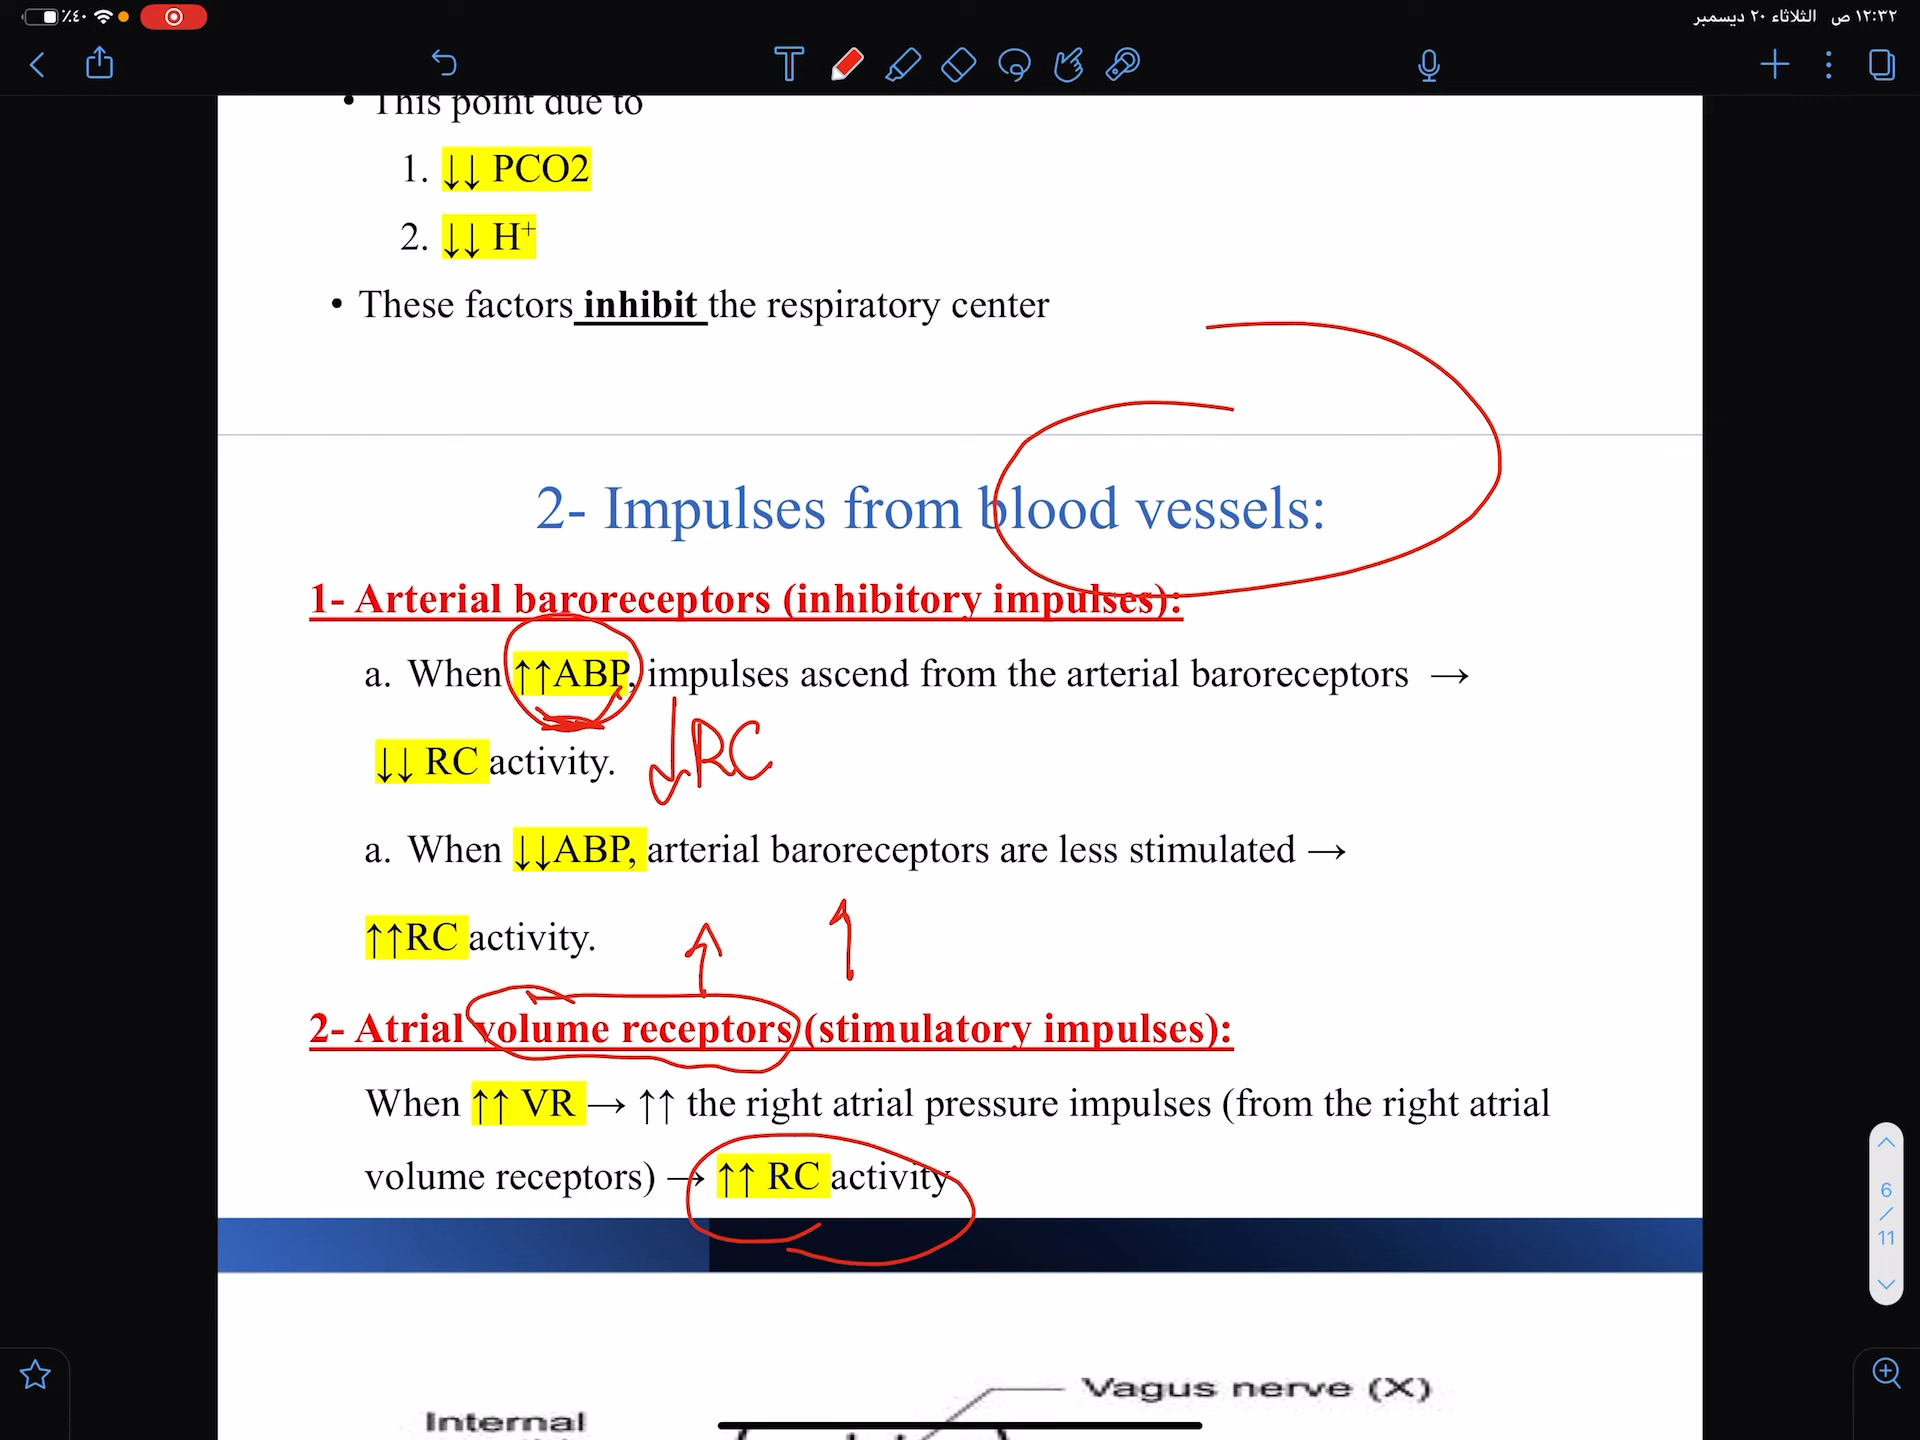 ٪٤٠ ١٢:٣٢ ص الثلاثاء ٢٠ ديسمبر
• This point due to
1. ↓↓ PCO2
2. ↓↓ H⁺
• These factors inhibit the respiratory center
2- Impulses from blood vessels:
1- Arterial baroreceptors (inhibitory impulses):
a. When ↑↑ABP, impulses ascend from the arterial baroreceptors →
↓↓ RC activity. ↓RC
a. When ↓↓ABP, arterial baroreceptors are less stimulated →
↑↑RC activity.
2- Atrial volume receptors (stimulatory impulses):
When ↑↑ VR → ↑↑ the right atrial pressure impulses (from the right atrial
volume receptors) → ↑↑ RC activity
6
/
11
Vagus nerve (X)
Internal